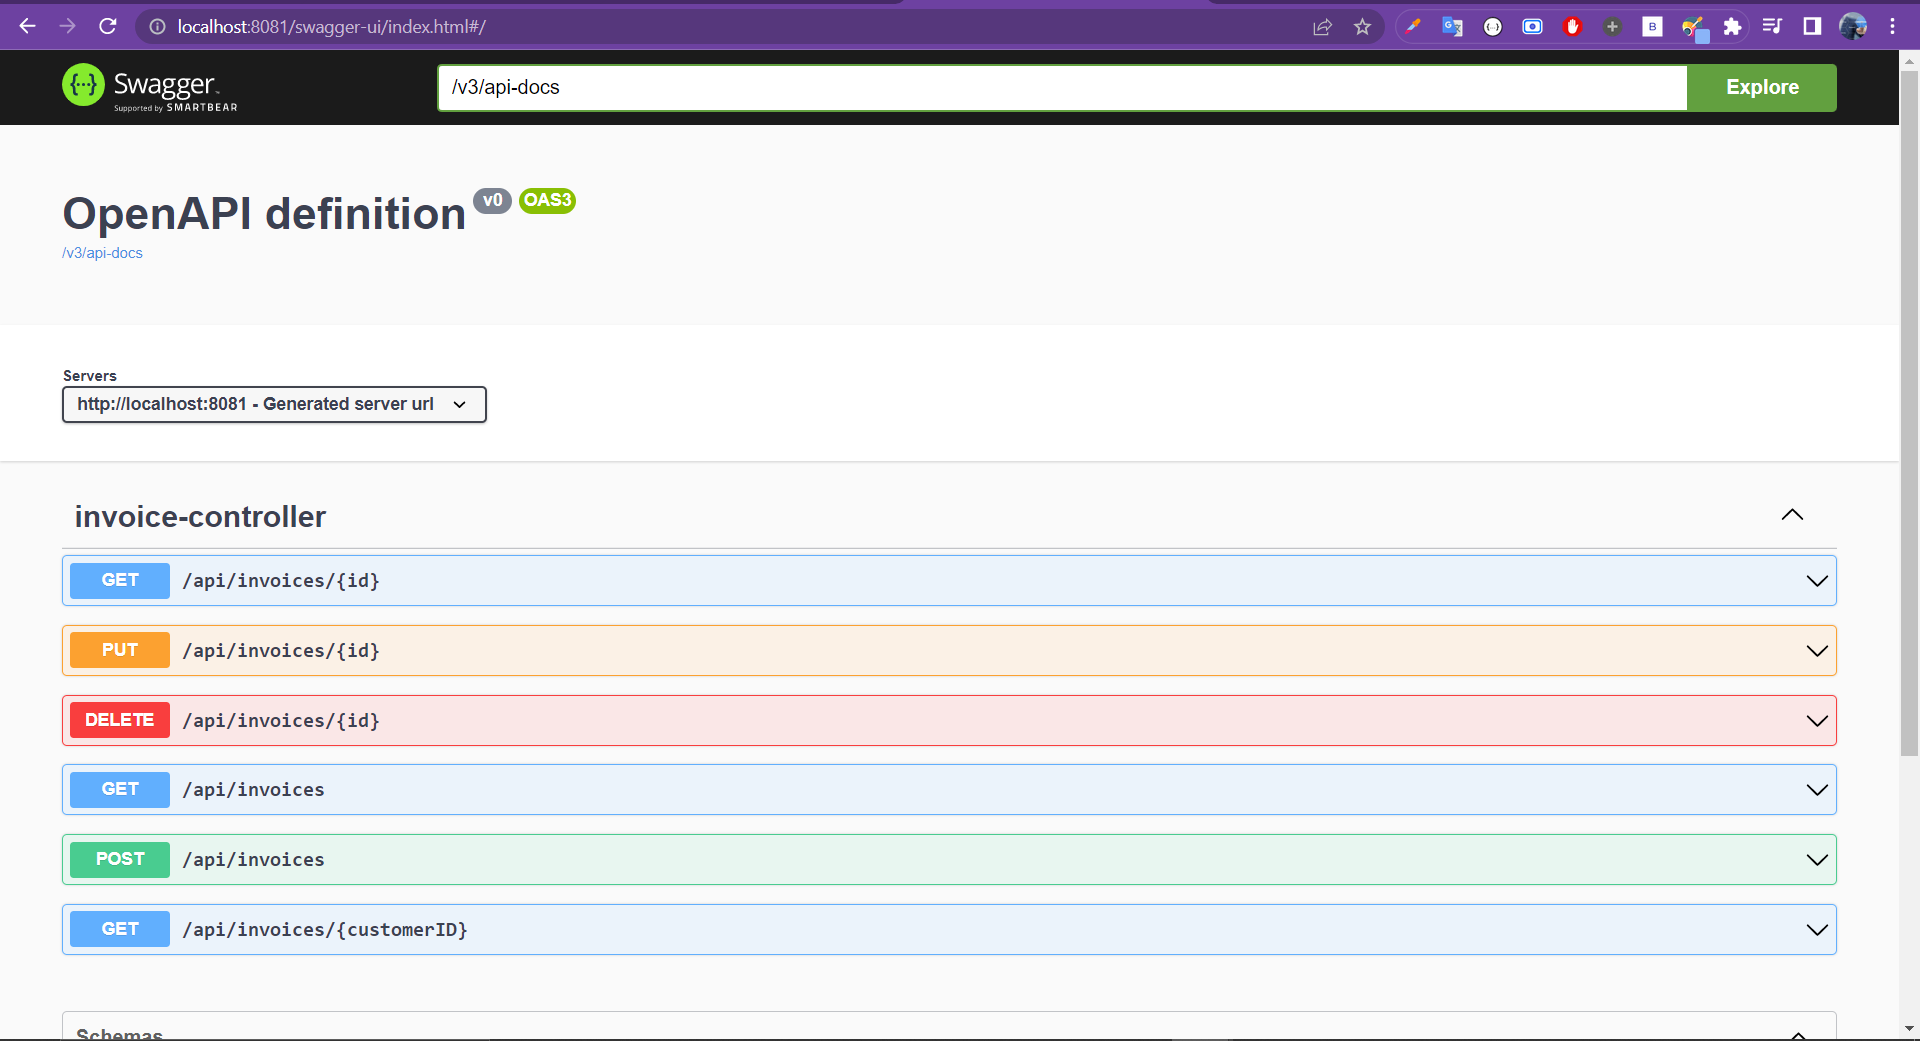 localhost:8081/swagger-ui/index.html#/
Swagger
Supported by SMARTBEAR
/v3/api-docs
Explore
OpenAPI definition v0 OAS3
/v3/api-docs
Servers
http://localhost:8081 - Generated server url
invoice-controller
GET /api/invoices/{id}
PUT /api/invoices/{id}
DELETE /api/invoices/{id}
GET /api/invoices
POST /api/invoices
GET /api/invoices/{customerID}
Schemas